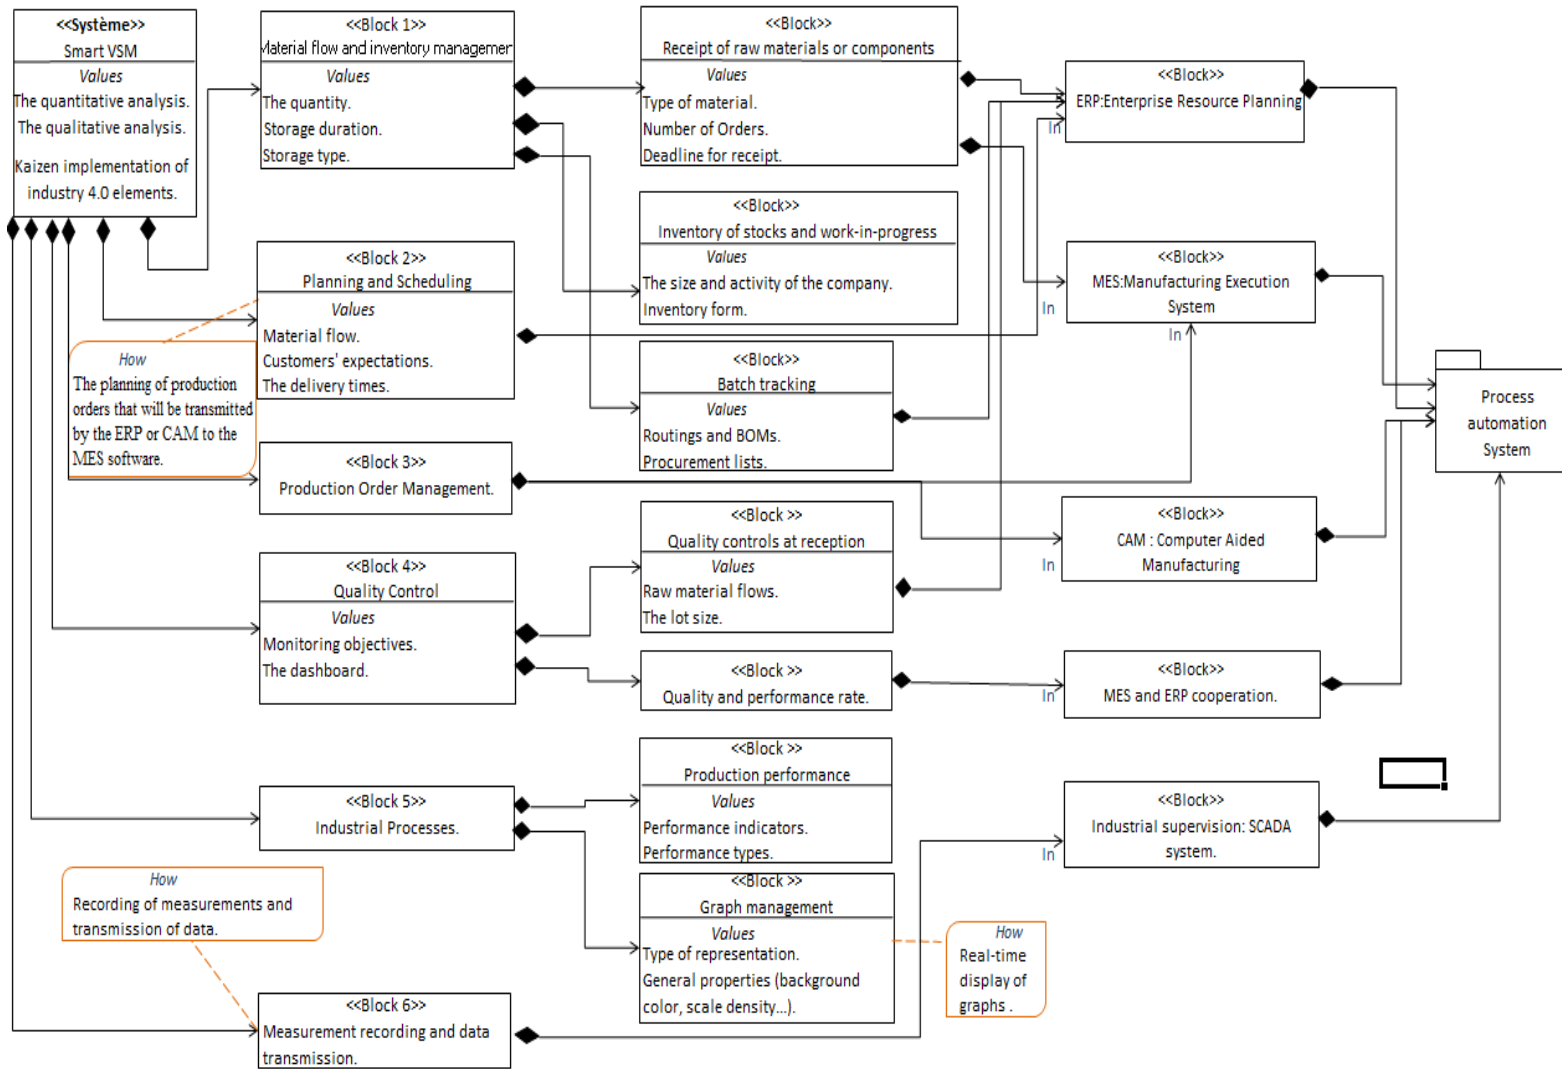 <<Système>>
Smart VSM
Values
The quantitative analysis.
The qualitative analysis.
Kaizen implementation of
industry 4.0 elements.
<<Block 1>>
Material flow and inventory managemen
Values
The quantity.
Storage duration.
Storage type.
<<Block 2>>
Planning and Scheduling
Values
Material flow.
Customers' expectations.
The delivery times.
How
The planning of production
orders that will be transmitted
by the ERP or CAM to the
MES software.
<<Block 3>>
Production Order Management.
<<Block 4>>
Quality Control
Values
Monitoring objectives.
The dashboard.
<<Block 5>>
Industrial Processes.
How
Recording of measurements and
transmission of data.
<<Block 6>>
Measurement recording and data
transmission.
<<Block>>
Receipt of raw materials or components
Values
Type of material.
Number of Orders.
Deadline for receipt.
<<Block>>
Inventory of stocks and work-in-progress
Values
The size and activity of the company.
Inventory form.
<<Block>>
Batch tracking
Values
Routings and BOMs.
Procurement lists.
<<Block >>
Quality controls at reception
Values
Raw material flows.
The lot size.
<<Block >>
Quality and performance rate.
<<Block >>
Production performance
Values
Performance indicators.
Performance types.
<<Block >>
Graph management
Values
Type of representation.
General properties (background
color, scale density...).
How
Real-time
display of
graphs .
<<Block>>
ERP:Enterprise Resource Planning
In
<<Block>>
MES:Manufacturing Execution
System
In
In
<<Block>>
CAM : Computer Aided
Manufacturing
In
<<Block>>
MES and ERP cooperation.
In
<<Block>>
Industrial supervision: SCADA
system.
In
Process
automation
System